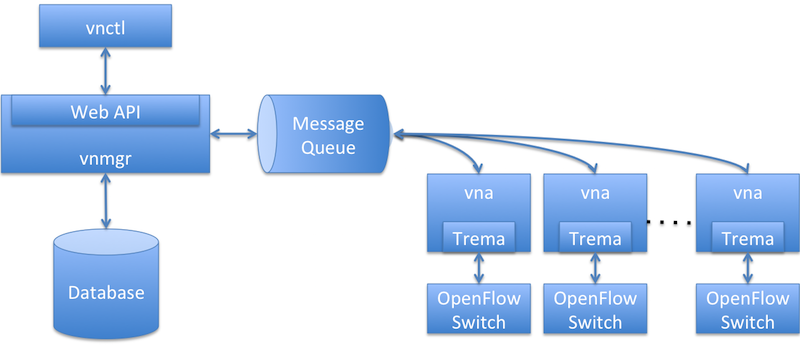 vnctl
Web API
vnmgr
Database
Message
Queue
vna
Trema
OpenFlow
Switch
vna
Trema
OpenFlow
Switch
vna
Trema
OpenFlow
Switch